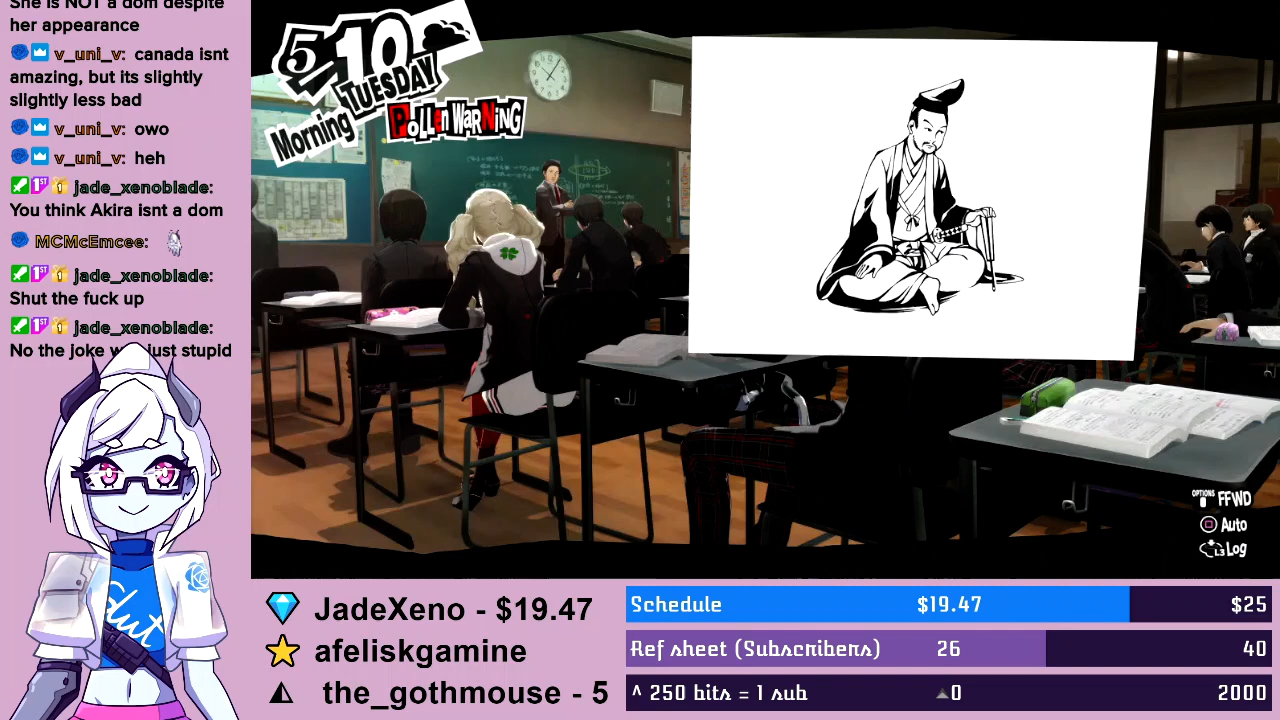 She is NOT a dom despite
her appearance
v_uni_v: canada isnt
amazing, but its slightly
slightly less bad
v_uni_v: owo
v_uni_v: heh
jade_xenoblade:
You think Akira isnt a dom
MCMcEmcee:
jade_xenoblade:
Shut the fuck up
jade_xenoblade:
No the joke was just stupid
5/10
TUESDAY
Morning
POLLEN WARNING
OPTIONS FFWD
Auto
L3 Log
slut
JadeXeno - $19.47
afeliskgamine
the_gothmouse - 5
Schedule $19.47 $25
Ref sheet (Subscribers) 26 40
^ 250 bits = 1 sub 0 2000